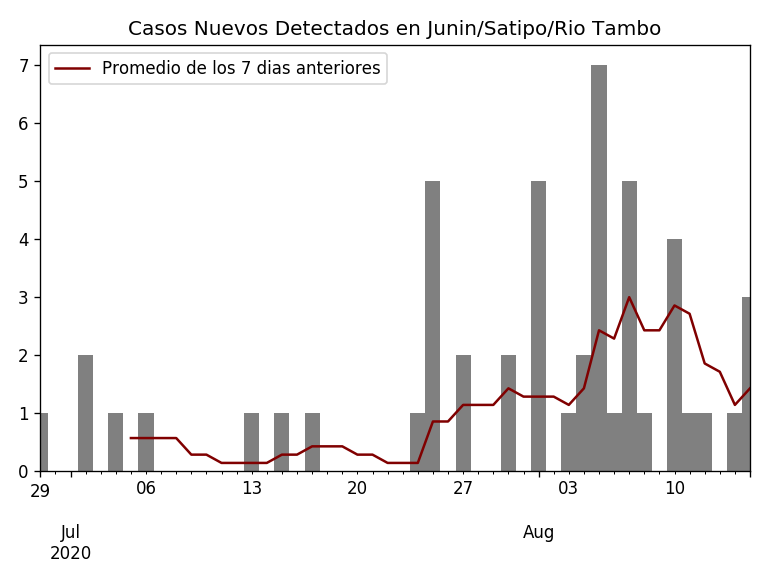 Casos Nuevos Detectados en Junin/Satipo/Rio Tambo
Promedio de los 7 dias anteriores
7
6
5
4
3
2
1
0
29 06 13 20 27 03 10
Jul Aug
2020